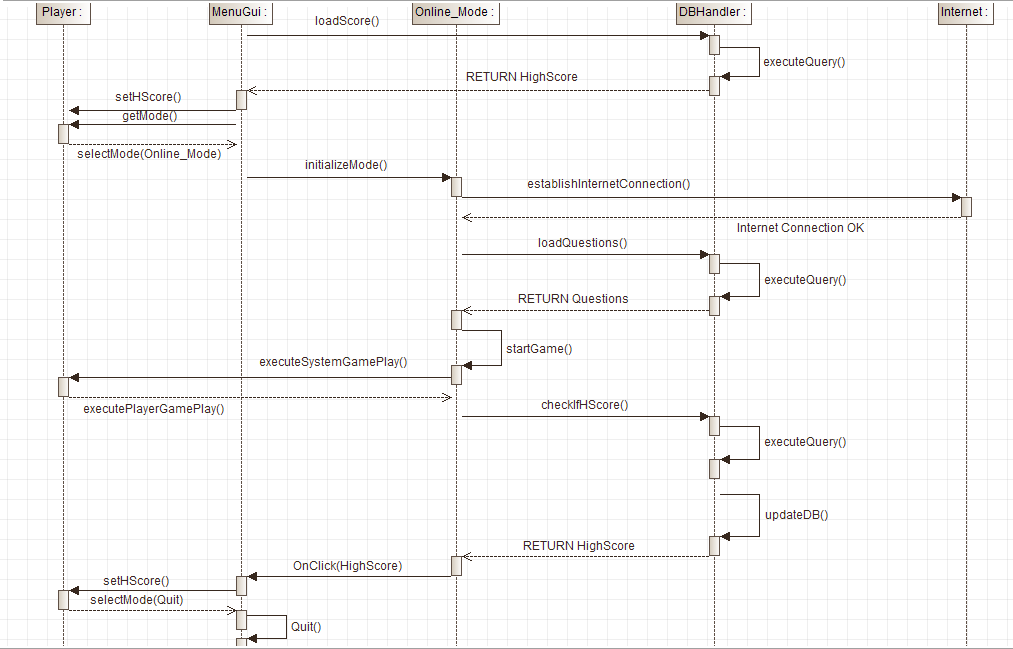 Player :
MenuGui :
Online_Mode :
DBHandler :
Internet :
loadScore()
executeQuery()
RETURN HighScore
setHScore()
getMode()
selectMode(Online_Mode)
initializeMode()
establishInternetConnection()
Internet Connection OK
loadQuestions()
executeQuery()
RETURN Questions
startGame()
executeSystemGamePlay()
executePlayerGamePlay()
checkIfHScore()
executeQuery()
updateDB()
RETURN HighScore
OnClick(HighScore)
setHScore()
selectMode(Quit)
Quit()